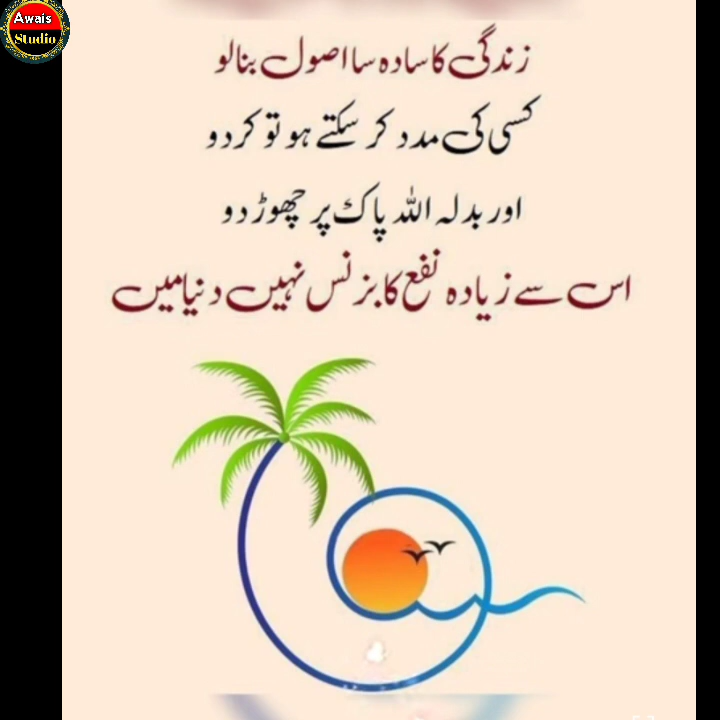 Awais
Studio
زندگی کا سادہ سا اصول بنا لو
کسی کی مدد کر سکتے ہو تو کر دو
اور بدلہ اللہ پاک پر چھوڑ دو
اس سے زیادہ نفع کا بزنس نہیں دنیا میں